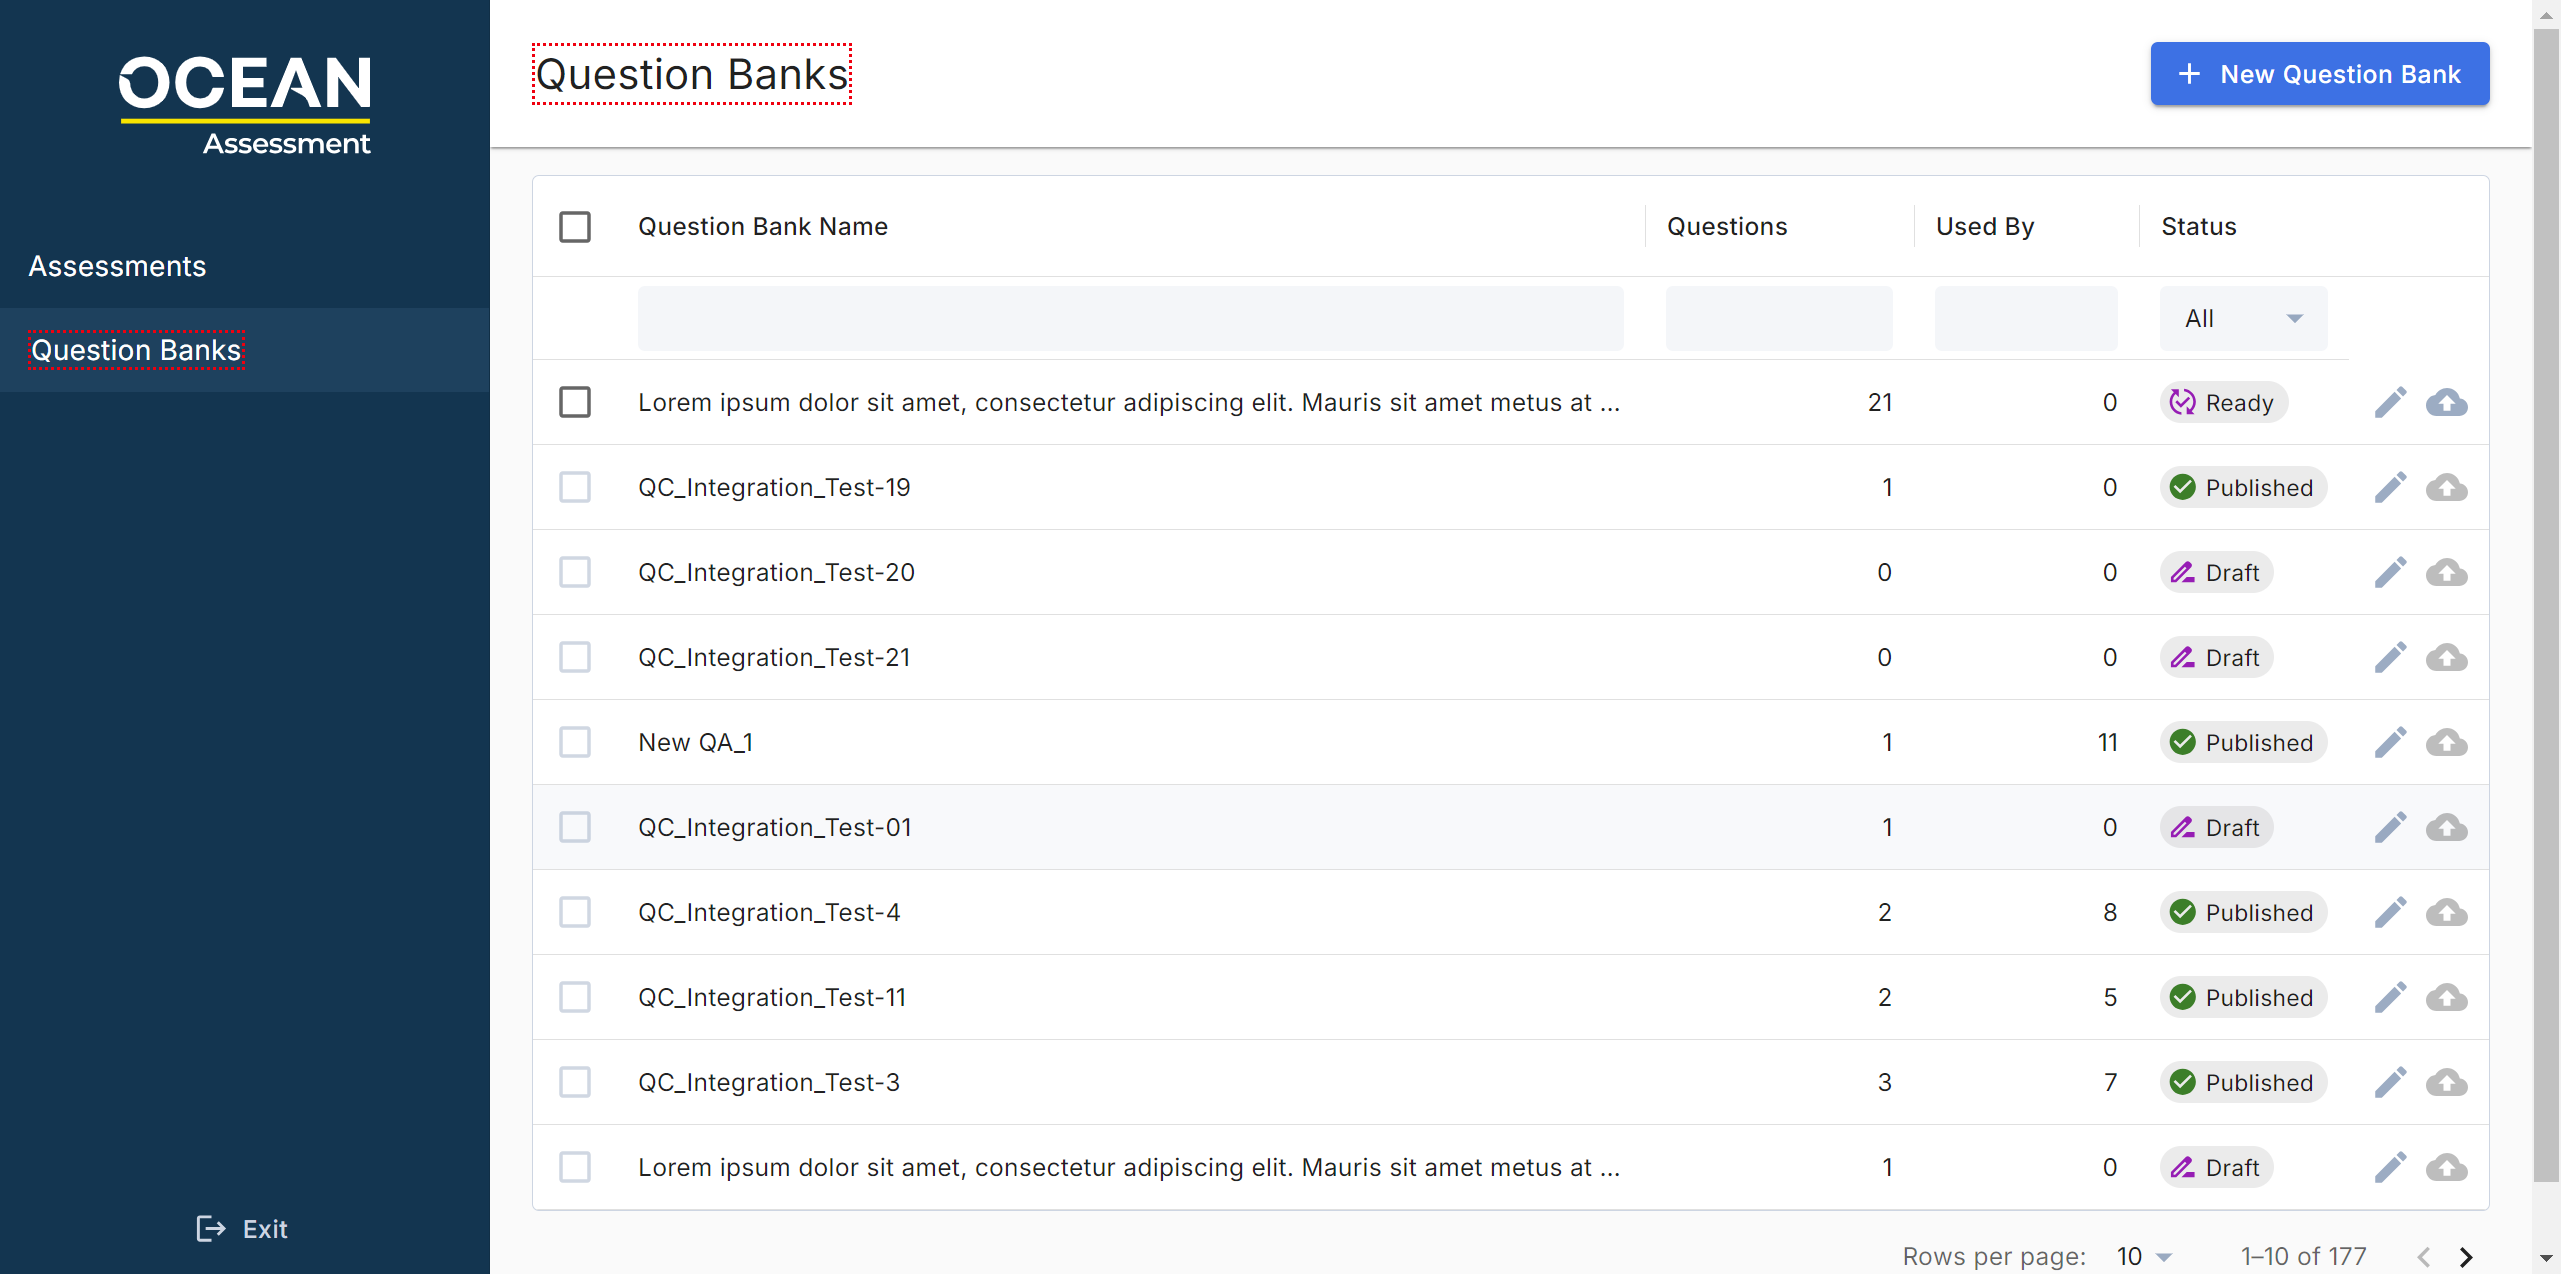 OCEAN
Assessment
Assessments
Question Banks
Exit
Question Banks
New Question Bank
Question Bank Name Questions Used By Status
All
Lorem ipsum dolor sit amet, consectetur adipiscing elit. Mauris sit amet metus at ... 21 0 Ready
QC_Integration_Test-19 1 0 Published
QC_Integration_Test-20 0 0 Draft
QC_Integration_Test-21 0 0 Draft
New QA_1 1 11 Published
QC_Integration_Test-01 1 0 Draft
QC_Integration_Test-4 2 8 Published
QC_Integration_Test-11 2 5 Published
QC_Integration_Test-3 3 7 Published
Lorem ipsum dolor sit amet, consectetur adipiscing elit. Mauris sit amet metus at ... 1 0 Draft
Rows per page: 10 1–10 of 177